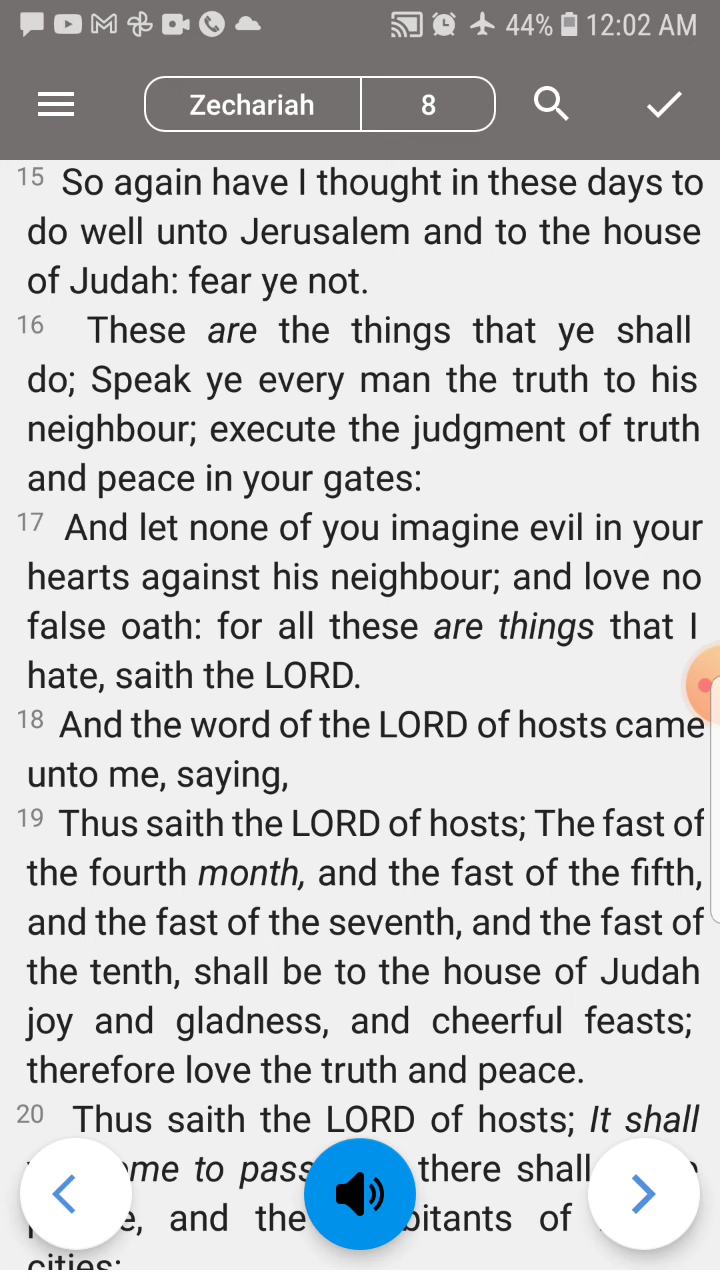 44% 12:02 AM
Zechariah 8
15 So again have I thought in these days to
do well unto Jerusalem and to the house
of Judah: fear ye not.
16 These are the things that ye shall
do; Speak ye every man the truth to his
neighbour; execute the judgment of truth
and peace in your gates:
17 And let none of you imagine evil in your
hearts against his neighbour; and love no
false oath: for all these are things that I
hate, saith the LORD.
18 And the word of the LORD of hosts came
unto me, saying,
19 Thus saith the LORD of hosts; The fast of
the fourth month, and the fast of the fifth,
and the fast of the seventh, and the fast of
the tenth, shall be to the house of Judah
joy and gladness, and cheerful feasts;
therefore love the truth and peace.
20 Thus saith the LORD of hosts; It shall
to there shall
and the of
cities: